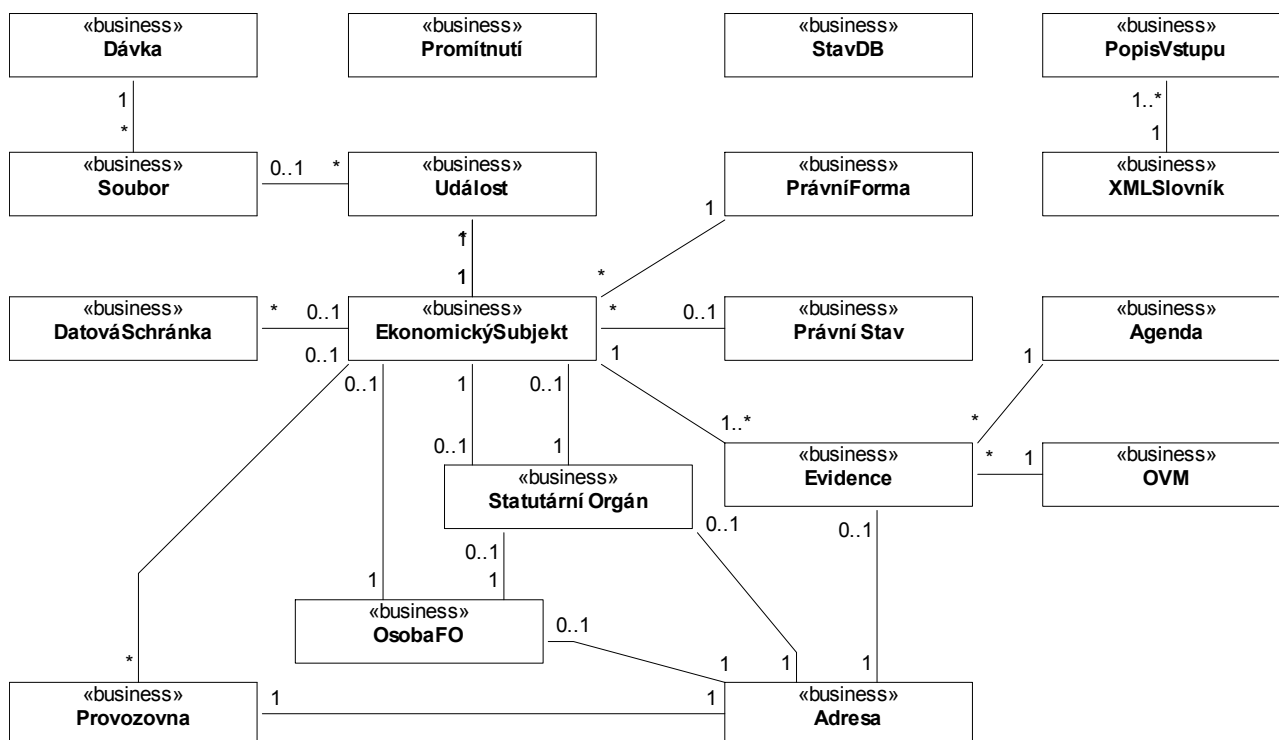 «business»
Dávka
«business»
Promítnutí
«business»
StavDB
«business»
PopisVstupu
1
*
1..*
1
«business»
Soubor
0..1
*
«business»
Událost
«business»
PrávníForma
«business»
XMLSlovník
1
*
1
1
1
*
«business»
DatováSchránka
*
0..1
«business»
EkonomickýSubjekt
*
0..1
«business»
Právní Stav
«business»
Agenda
0..1
0..1
1
0..1
1
1
0..1
1
1..*
*
«business»
Statutární Orgán
«business»
Evidence
*
1
«business»
OVM
0..1
0..1
0..1
1
1
«business»
OsobaFO
0..1
*
1
1
1
«business»
Provozovna
1
1
«business»
Adresa